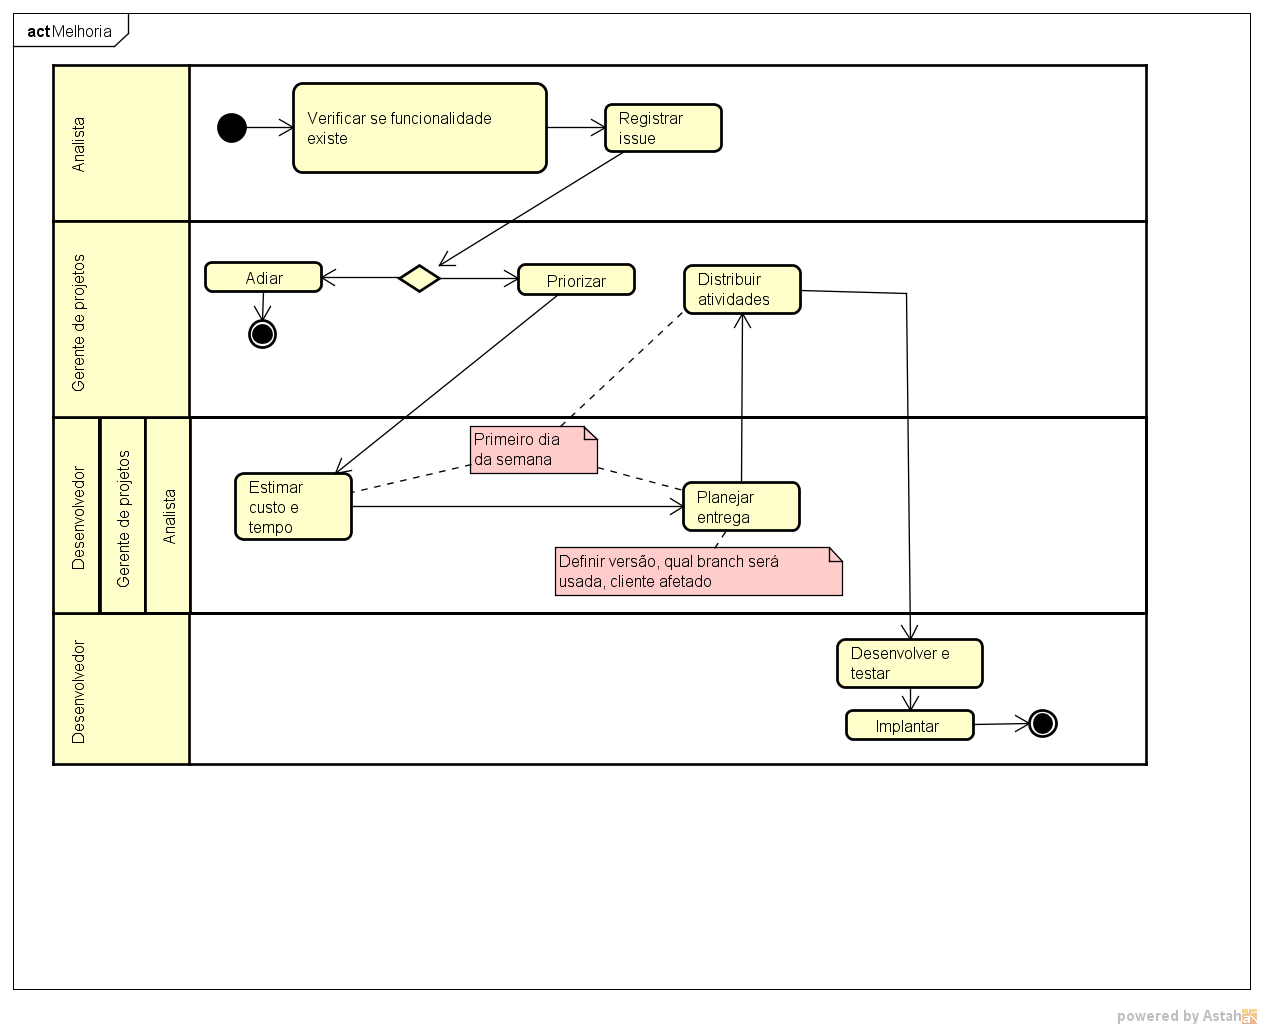 act Melhoria
Analista
Verificar se funcionalidade
existe
Registrar
issue
Gerente de projetos
Adiar
Priorizar
Distribuir
atividades
Desenvolvedor
Gerente de projetos
Analista
Primeiro dia
da semana
Estimar
custo e
tempo
Planejar
entrega
Definir versão, qual branch será
usada, cliente afetado
Desenvolvedor
Desenvolver e
testar
Implantar
powered by Astah